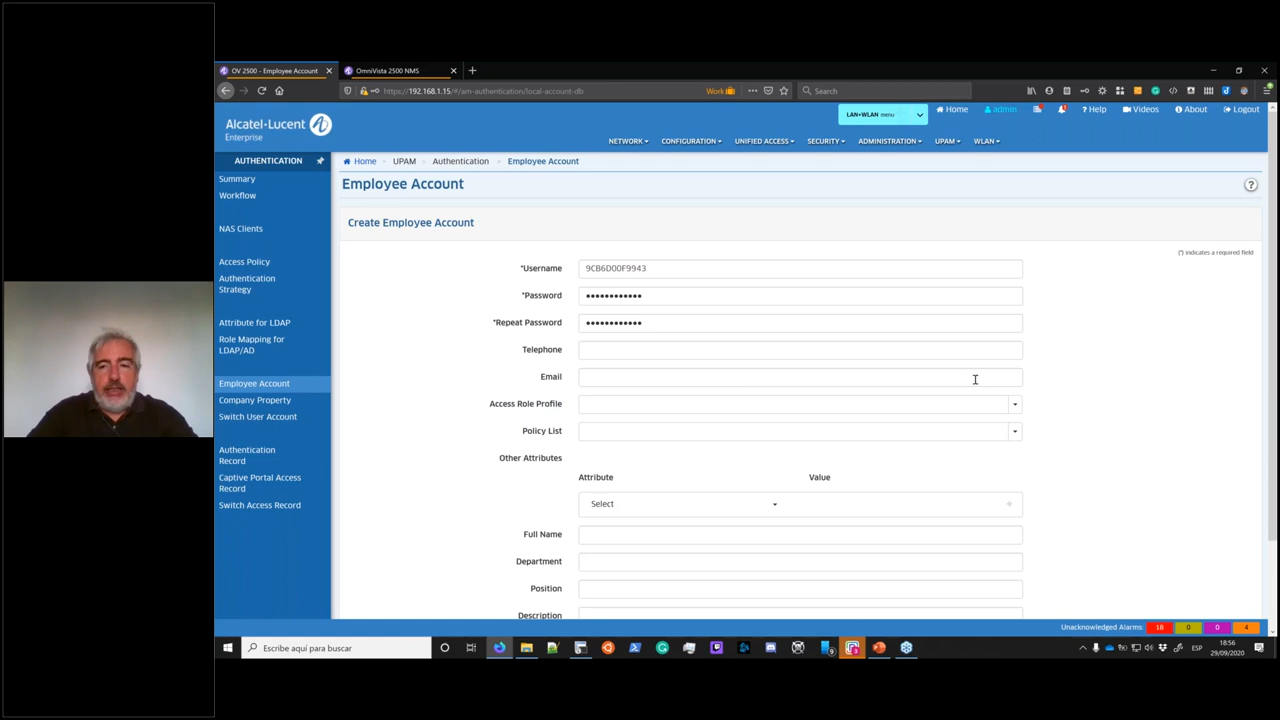 OV 2500 - Employee Account
OmniVista 2500 NMS
https://192.168.1.15/#/am-authentication/local-account-db
Work
Search
Alcatel·Lucent
Enterprise
LAN+WLAN menu
Home
admin
Help
Videos
About
Logout
NETWORK
CONFIGURATION
UNIFIED ACCESS
SECURITY
ADMINISTRATION
UPAM
WLAN
AUTHENTICATION
Summary
Workflow
NAS Clients
Access Policy
Authentication
Strategy
Attribute for LDAP
Role Mapping for
LDAP/AD
Employee Account
Company Property
Switch User Account
Authentication
Record
Captive Portal Access
Record
Switch Access Record
Home UPAM Authentication Employee Account
Employee Account
Create Employee Account
(*) indicates a required field
*Username 9CB6D00F9943
*Password ••••••••••••
*Repeat Password ••••••••••••
Telephone
Email
Access Role Profile
Policy List
Other Attributes
Attribute Value
Select
Full Name
Department
Position
Description
Unacknowledged Alarms: 18 0 0 4
Escribe aquí para buscar
ESP
18:56
29/09/2020